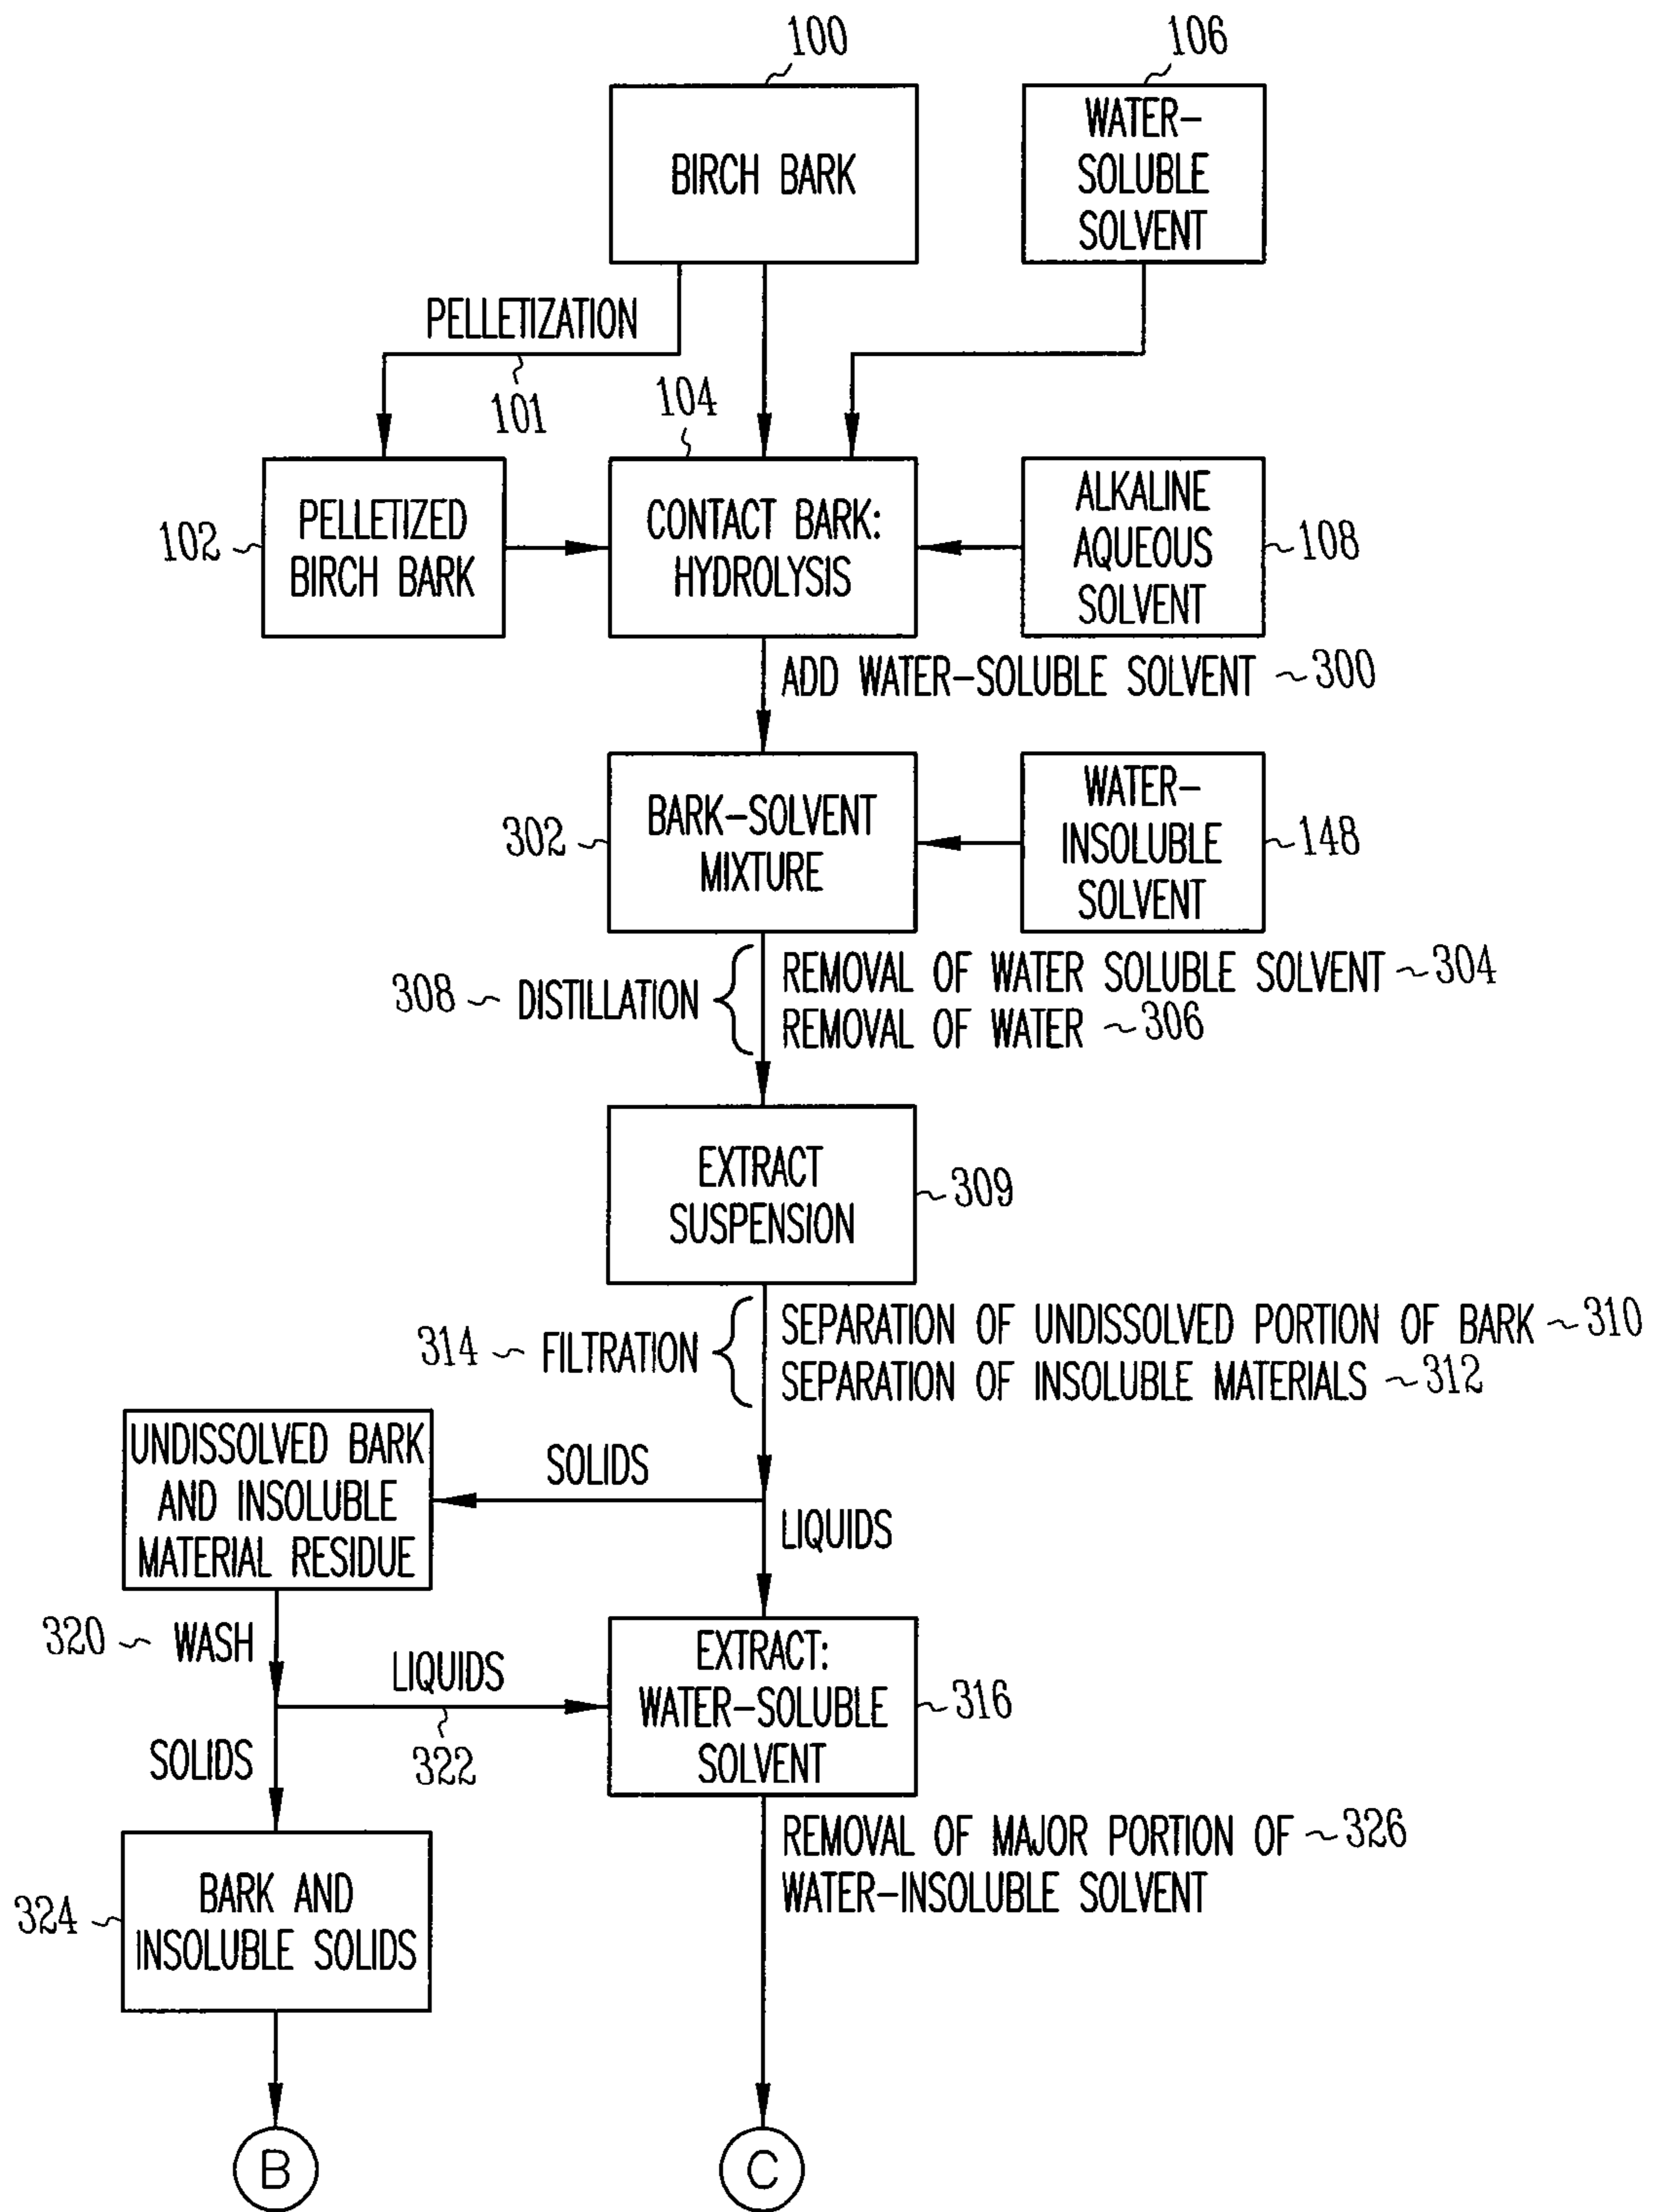 100
106
BIRCH BARK
WATER-
SOLUBLE
SOLVENT
PELLETIZATION
101
104
102
PELLETIZED
BIRCH BARK
CONTACT BARK:
HYDROLYSIS
ALKALINE
AQUEOUS
SOLVENT
108
ADD WATER-SOLUBLE SOLVENT 300
302
BARK-SOLVENT
MIXTURE
WATER-
INSOLUBLE
SOLVENT
148
308 DISTILLATION
REMOVAL OF WATER SOLUBLE SOLVENT 304
REMOVAL OF WATER 306
EXTRACT
SUSPENSION
309
314 FILTRATION
SEPARATION OF UNDISSOLVED PORTION OF BARK 310
SEPARATION OF INSOLUBLE MATERIALS 312
UNDISSOLVED BARK
AND INSOLUBLE
MATERIAL RESIDUE
SOLIDS
LIQUIDS
320 WASH
LIQUIDS
322
EXTRACT:
WATER-SOLUBLE
SOLVENT
316
SOLIDS
324
BARK AND
INSOLUBLE SOLIDS
REMOVAL OF MAJOR PORTION OF 326
WATER-INSOLUBLE SOLVENT
B
C